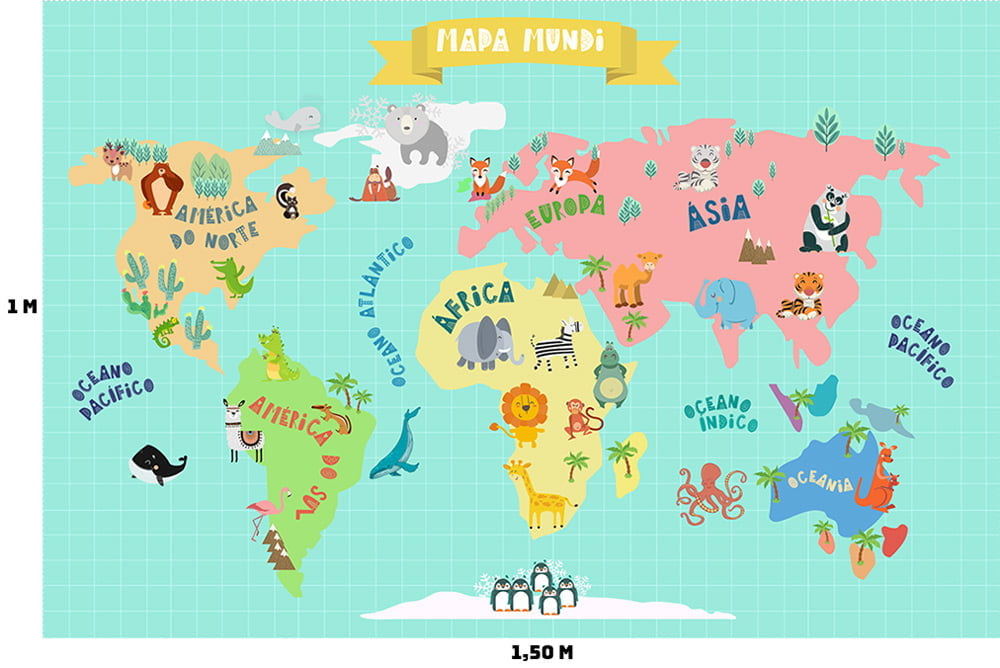 MAPA MUNDI
AMÉRICA
DO NORTE
EUROPA
ÁSIA
OCEANO ATLÂNTICO
ÁFRICA
1 M
OCEANO
PACÍFICO
OCEANO
PACÍFICO
AMÉRICA DO SUL
OCEANO
ÍNDICO
OCEANIA
1,50 M